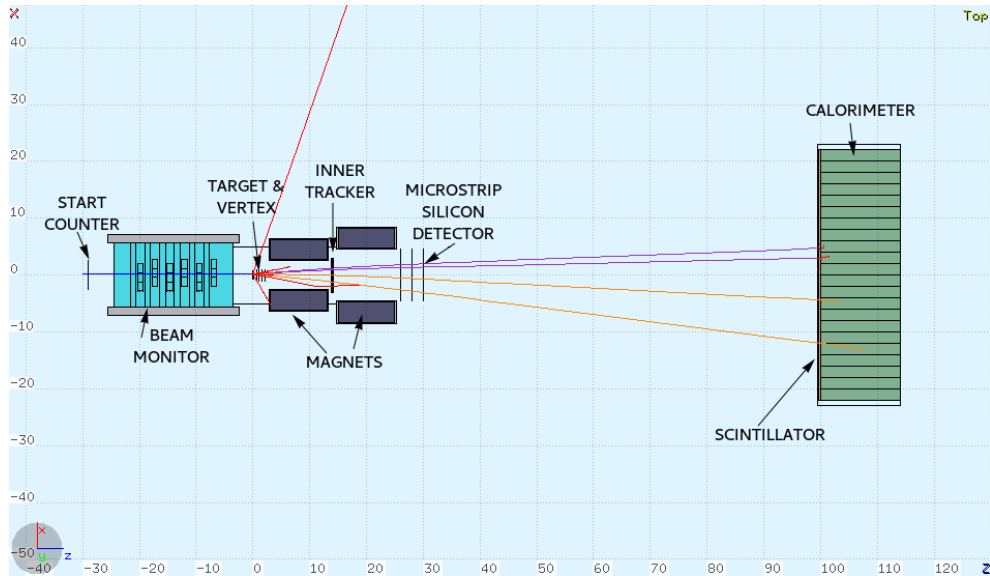 X
Top
40
30
20
10
0
-10
-20
-30
-40
-50
CALORIMETER
INNER
TRACKER
TARGET &
VERTEX
MICROSTRIP
SILICON
DETECTOR
START
COUNTER
BEAM
MONITOR
MAGNETS
SCINTILLATOR
x
y
z
-40 -30 -20 -10 0 10 20 30 40 50 60 70 80 90 100 110 120 Z